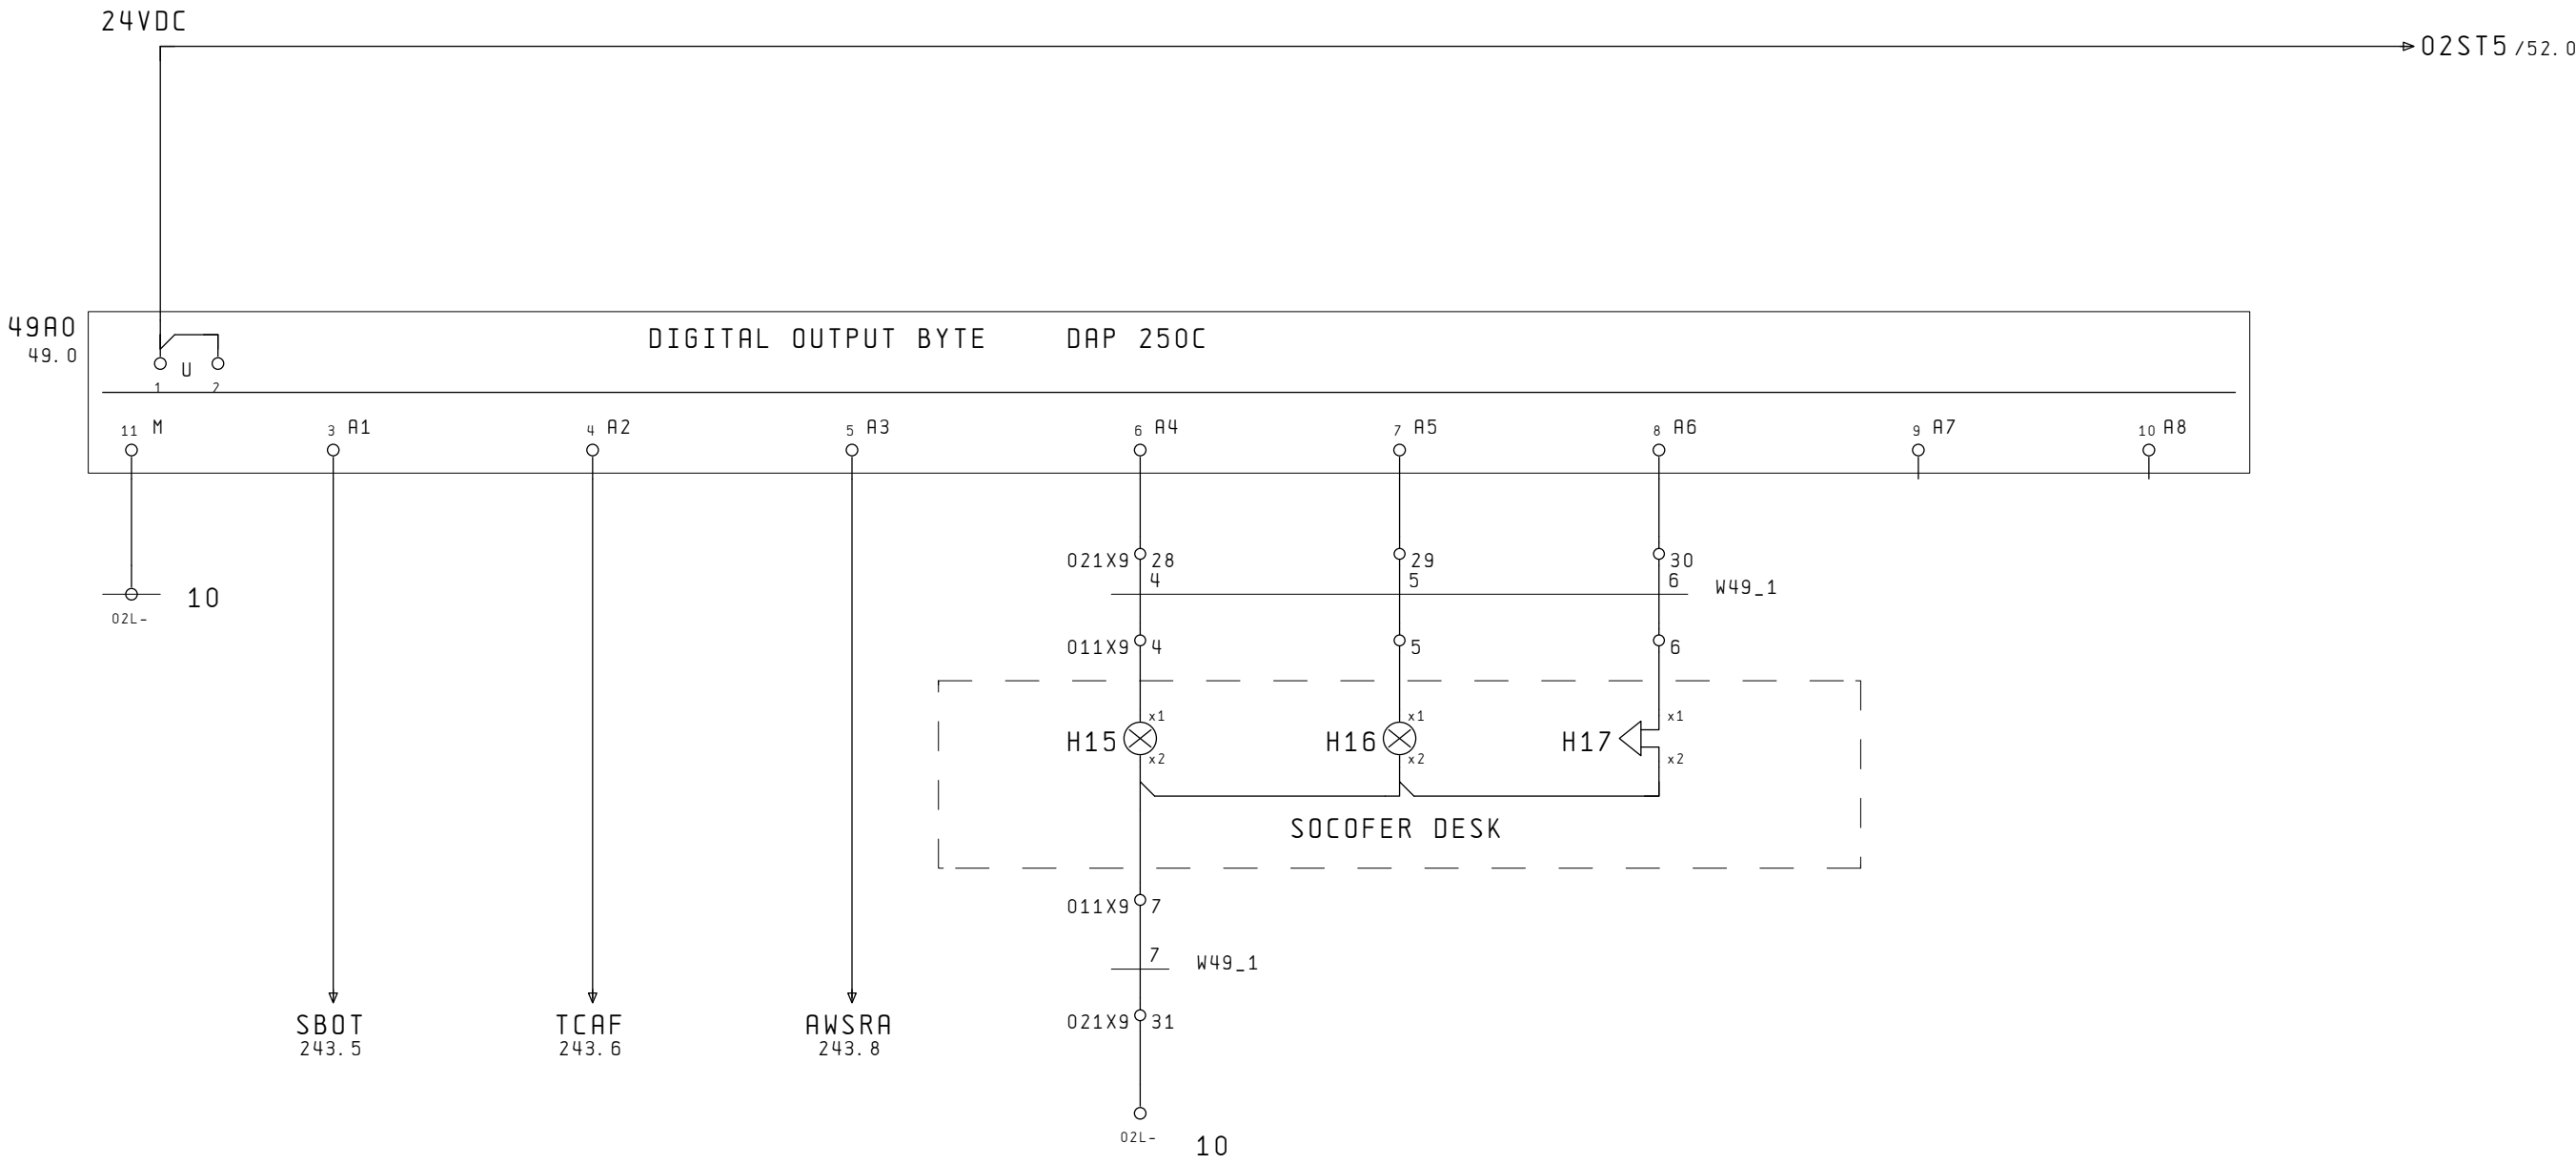 24VDC
02ST5 /52.0
49A0
49.0
DIGITAL OUTPUT BYTE DAP 250C
U
1 2
11 M
3 A1
4 A2
5 A3
6 A4
7 A5
8 A6
9 A7
10 A8
021X9 28
29
30
4
5
6
W49_1
10
02L-
011X9 4
5
6
H15 x1
x2
H16 x1
x2
H17 x1
x2
SOCOFER DESK
011X9 7
7
W49_1
021X9 31
SBOT
243.5
TCAF
243.6
AWSRA
243.8
02L-
10